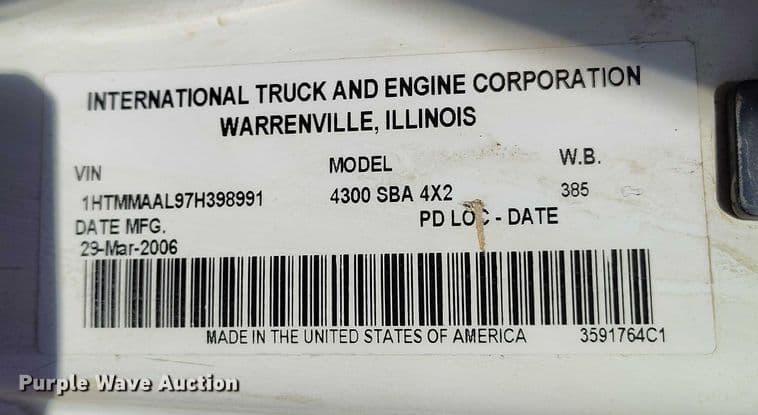 INTERNATIONAL TRUCK AND ENGINE CORPORATION
WARRENVILLE, ILLINOIS
VIN MODEL W.B.
1HTMMAAL97H398991 4300 SBA 4X2 385
DATE MFG. PD LOC - DATE
23-Mar-2006
MADE IN THE UNITED STATES OF AMERICA 3591764C1
Purple Wave Auction